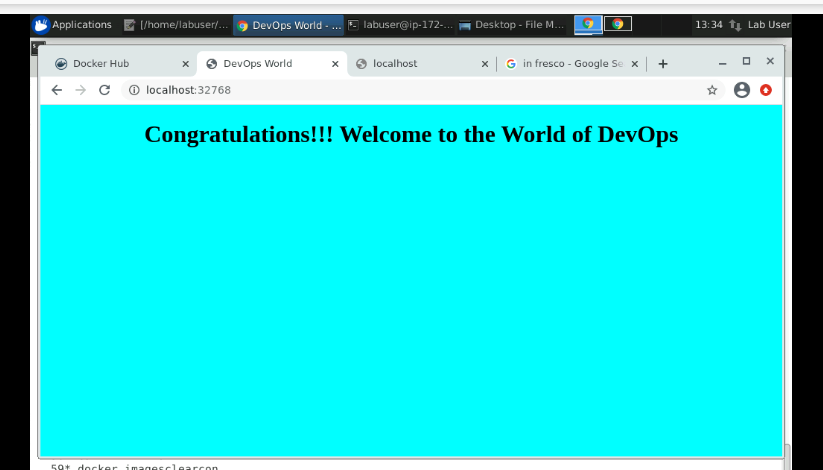 Applications [/home/labuser/... DevOps World - ... labuser@ip-172-... Desktop - File M... 13:34 Lab User
Docker Hub DevOps World localhost in fresco - Google Se
localhost:32768
Congratulations!!! Welcome to the World of DevOps
59* docker imagesclearcon